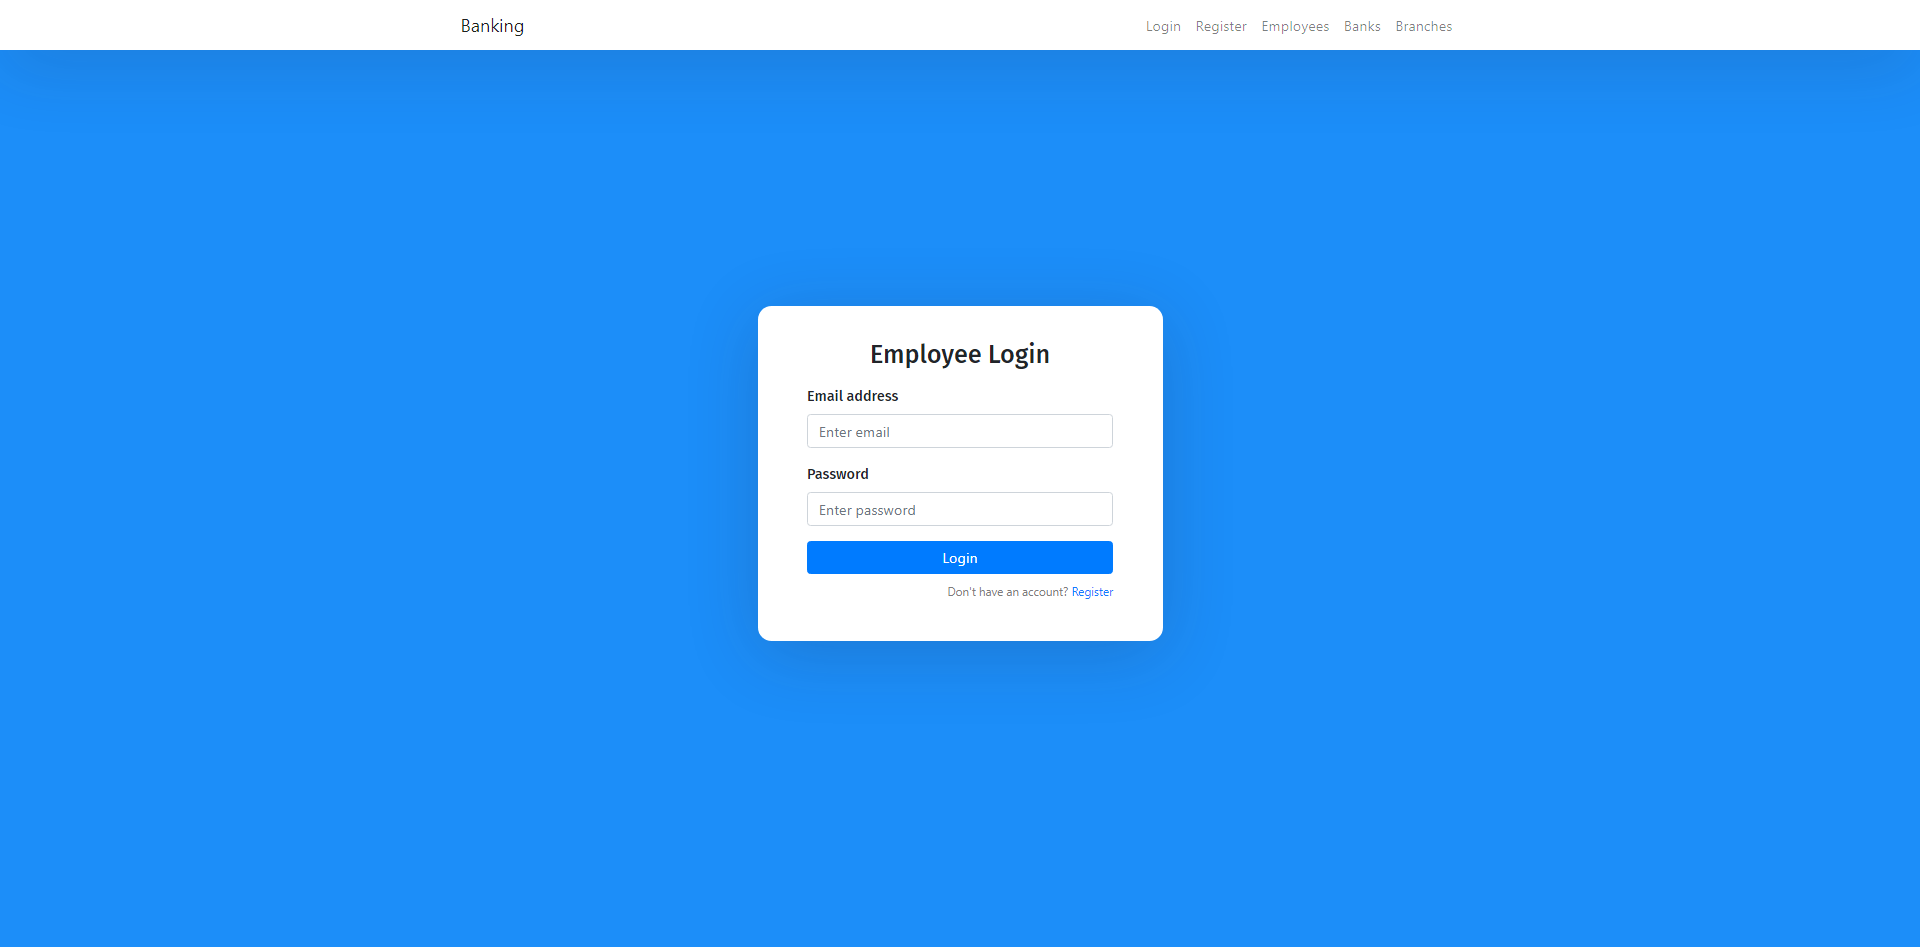 Banking
Login Register Employees Banks Branches
Employee Login
Email address
Enter email
Password
Enter password
Login
Don't have an account? Register